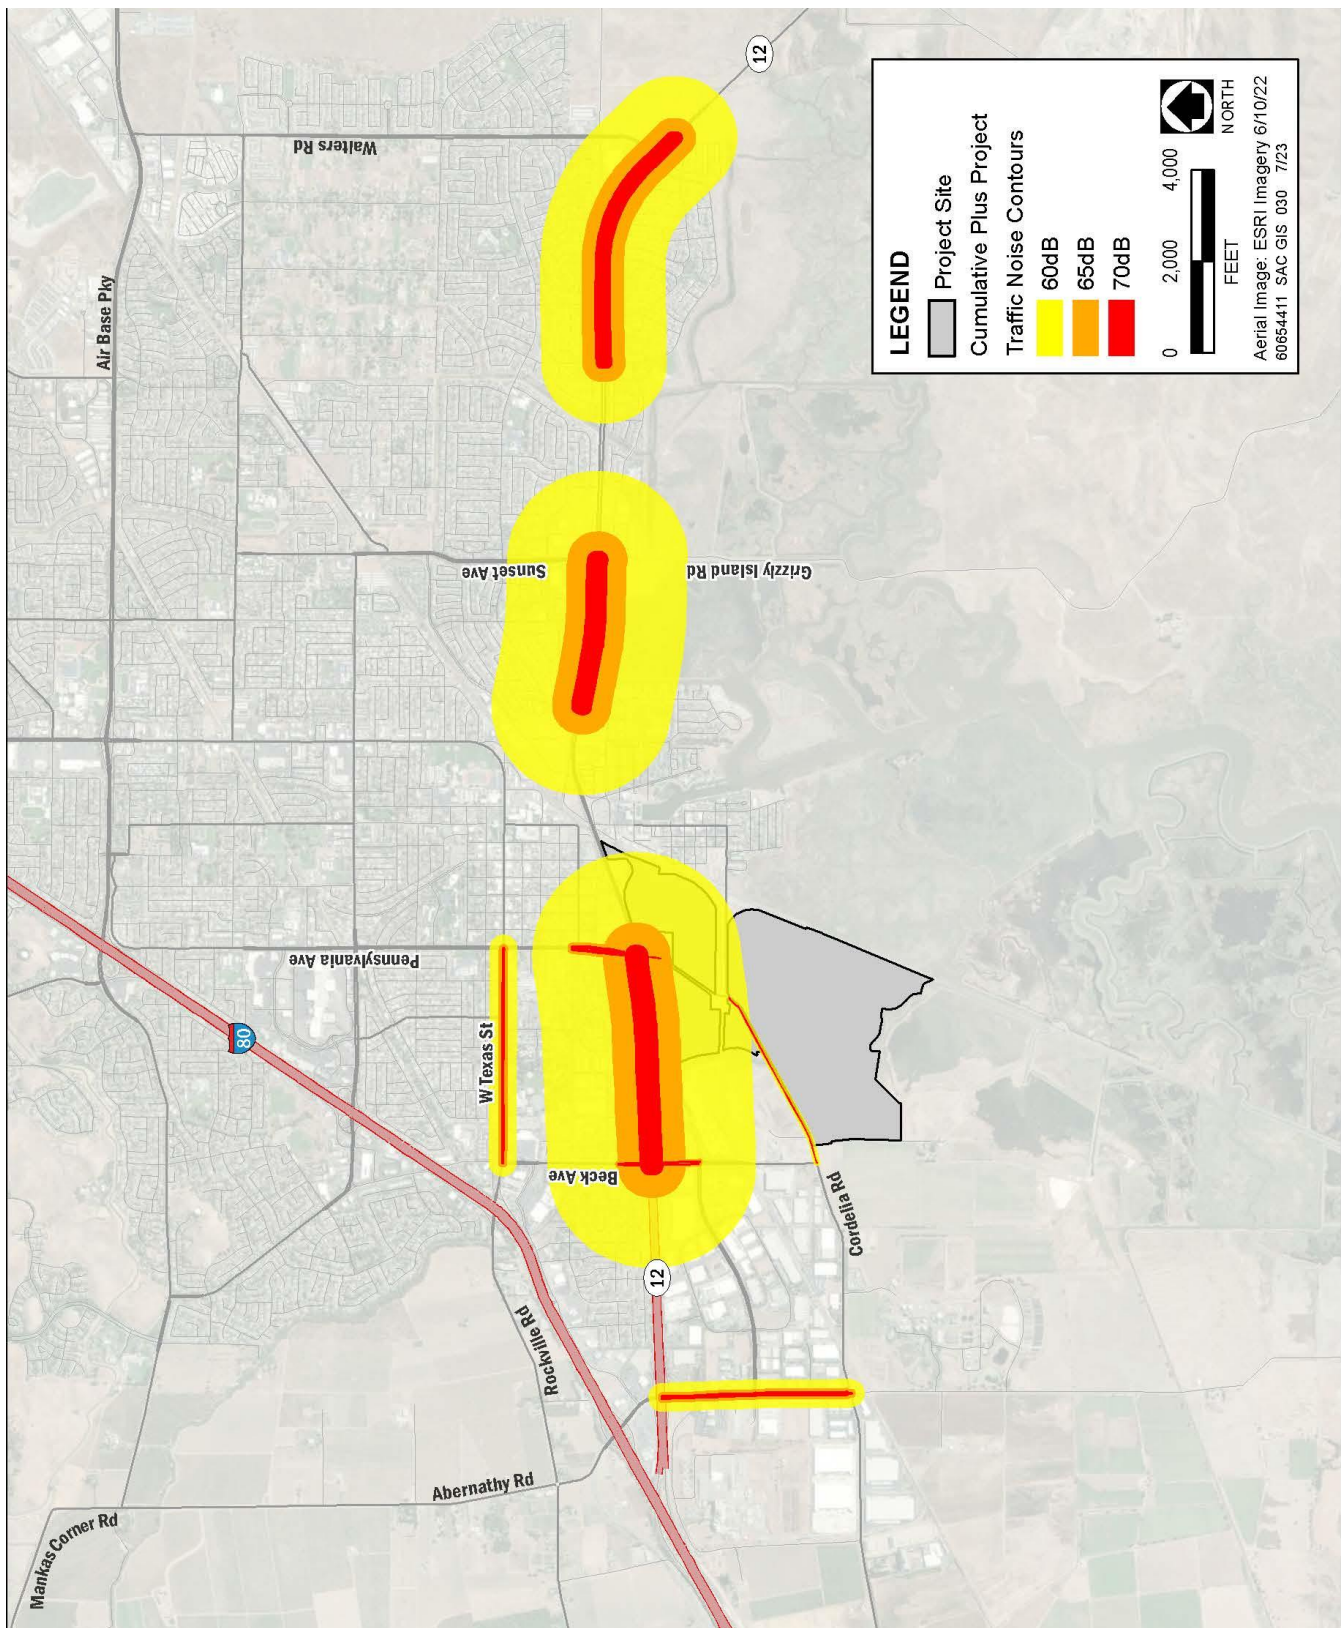 Mankas Corner Rd
Abernathy Rd
Rockville Rd
80
Air Base Pky
Pennsylvania Ave
W Texas St
Beck Ave
12
Cordelia Rd
Sunset Ave
Grizzly Island Rd
Walters Rd
12
LEGEND
Project Site
Cumulative Plus Project
Traffic Noise Contours
60dB
65dB
70dB
0 2,000 4,000
FEET
NORTH
Aerial Image: ESRI Imagery 6/10/22
60654411 SAC GIS 030 7/23